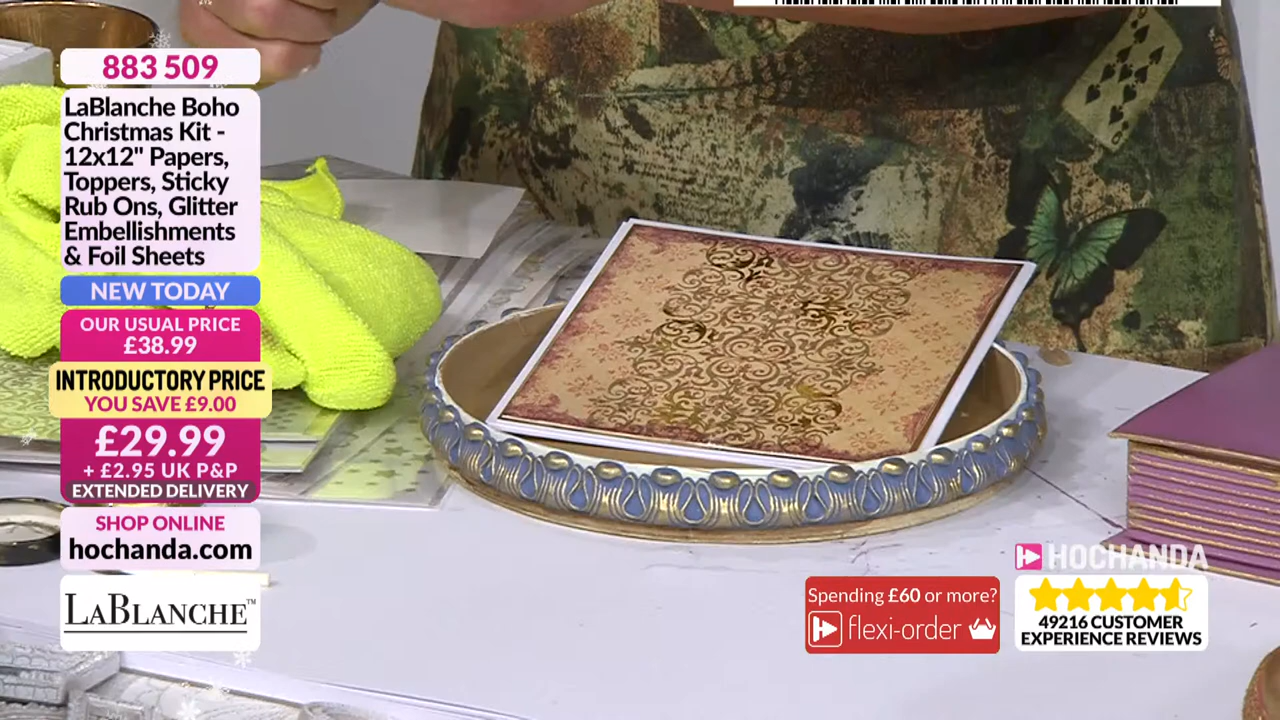 883 509
LaBlanche Boho
Christmas Kit -
12x12" Papers,
Toppers, Sticky
Rub Ons, Glitter
Embellishments
& Foil Sheets
NEW TODAY
OUR USUAL PRICE
£38.99
INTRODUCTORY PRICE
YOU SAVE £9.00
£29.99
+ £2.95 UK P&P
EXTENDED DELIVERY
SHOP ONLINE
hochanda.com
LABLANCHE™
HOCHANDA
Spending £60 or more?
flexi-order
49216 CUSTOMER
EXPERIENCE REVIEWS